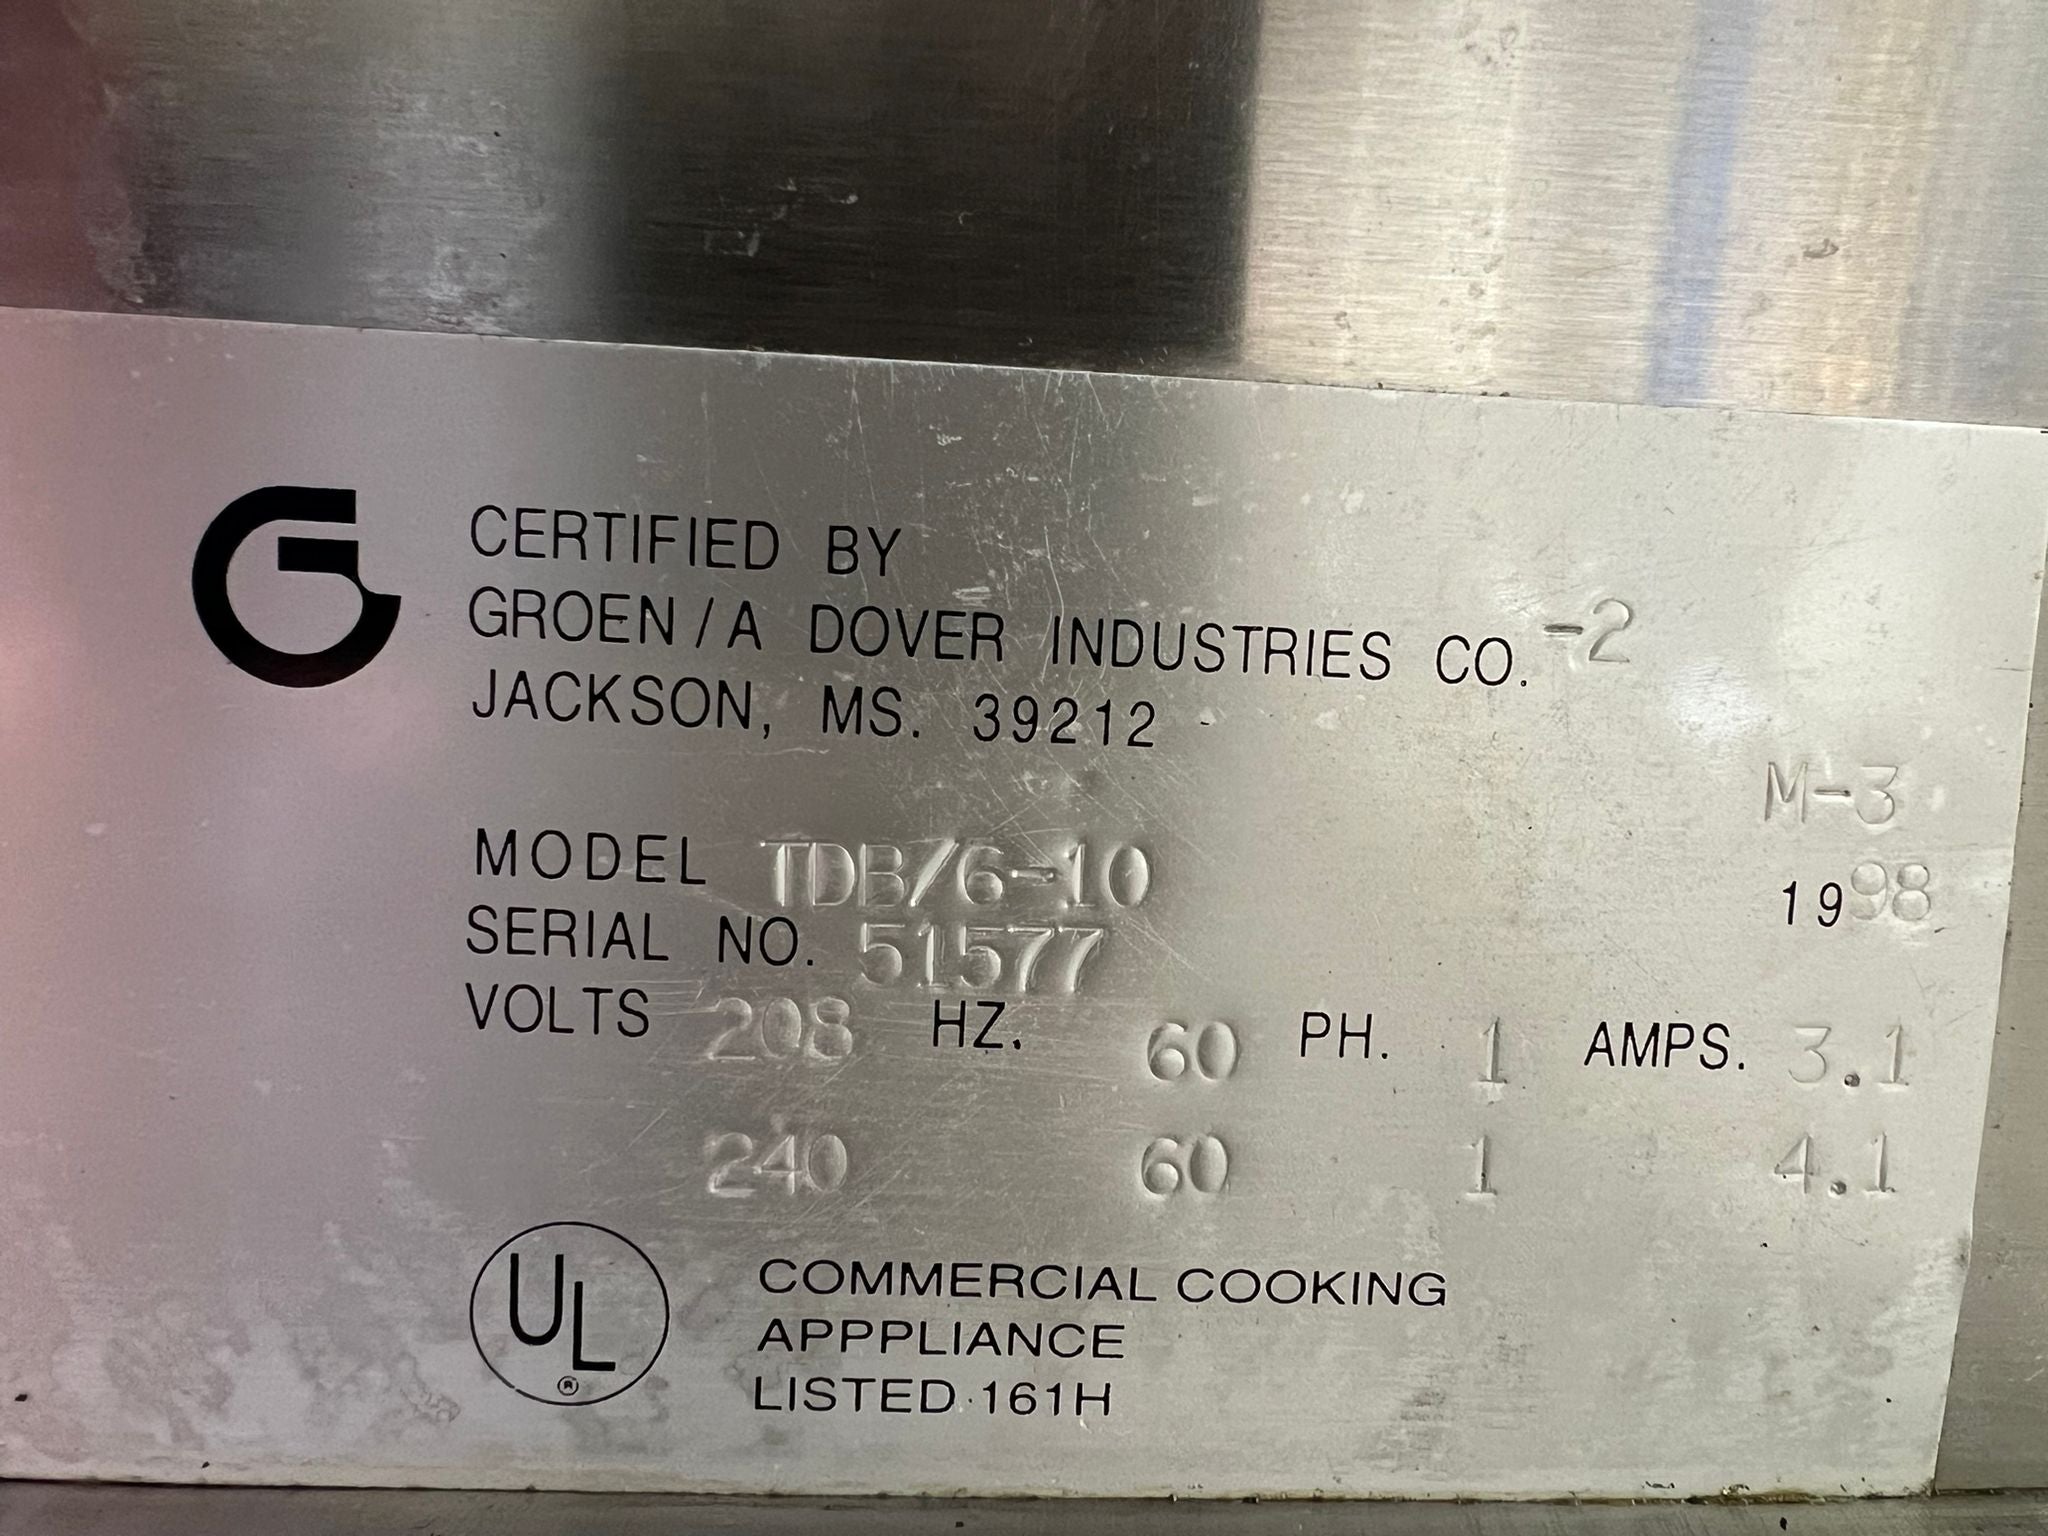 G
CERTIFIED BY
GROEN/A DOVER INDUSTRIES CO. -2
JACKSON, MS. 39212
M-3
MODEL TDB/6-10 1998
SERIAL NO. 51577
VOLTS 208 HZ. 60 PH. 1 AMPS. 3.1
240 60 1 4.1
UL ®
COMMERCIAL COOKING
APPPLIANCE
LISTED 161H